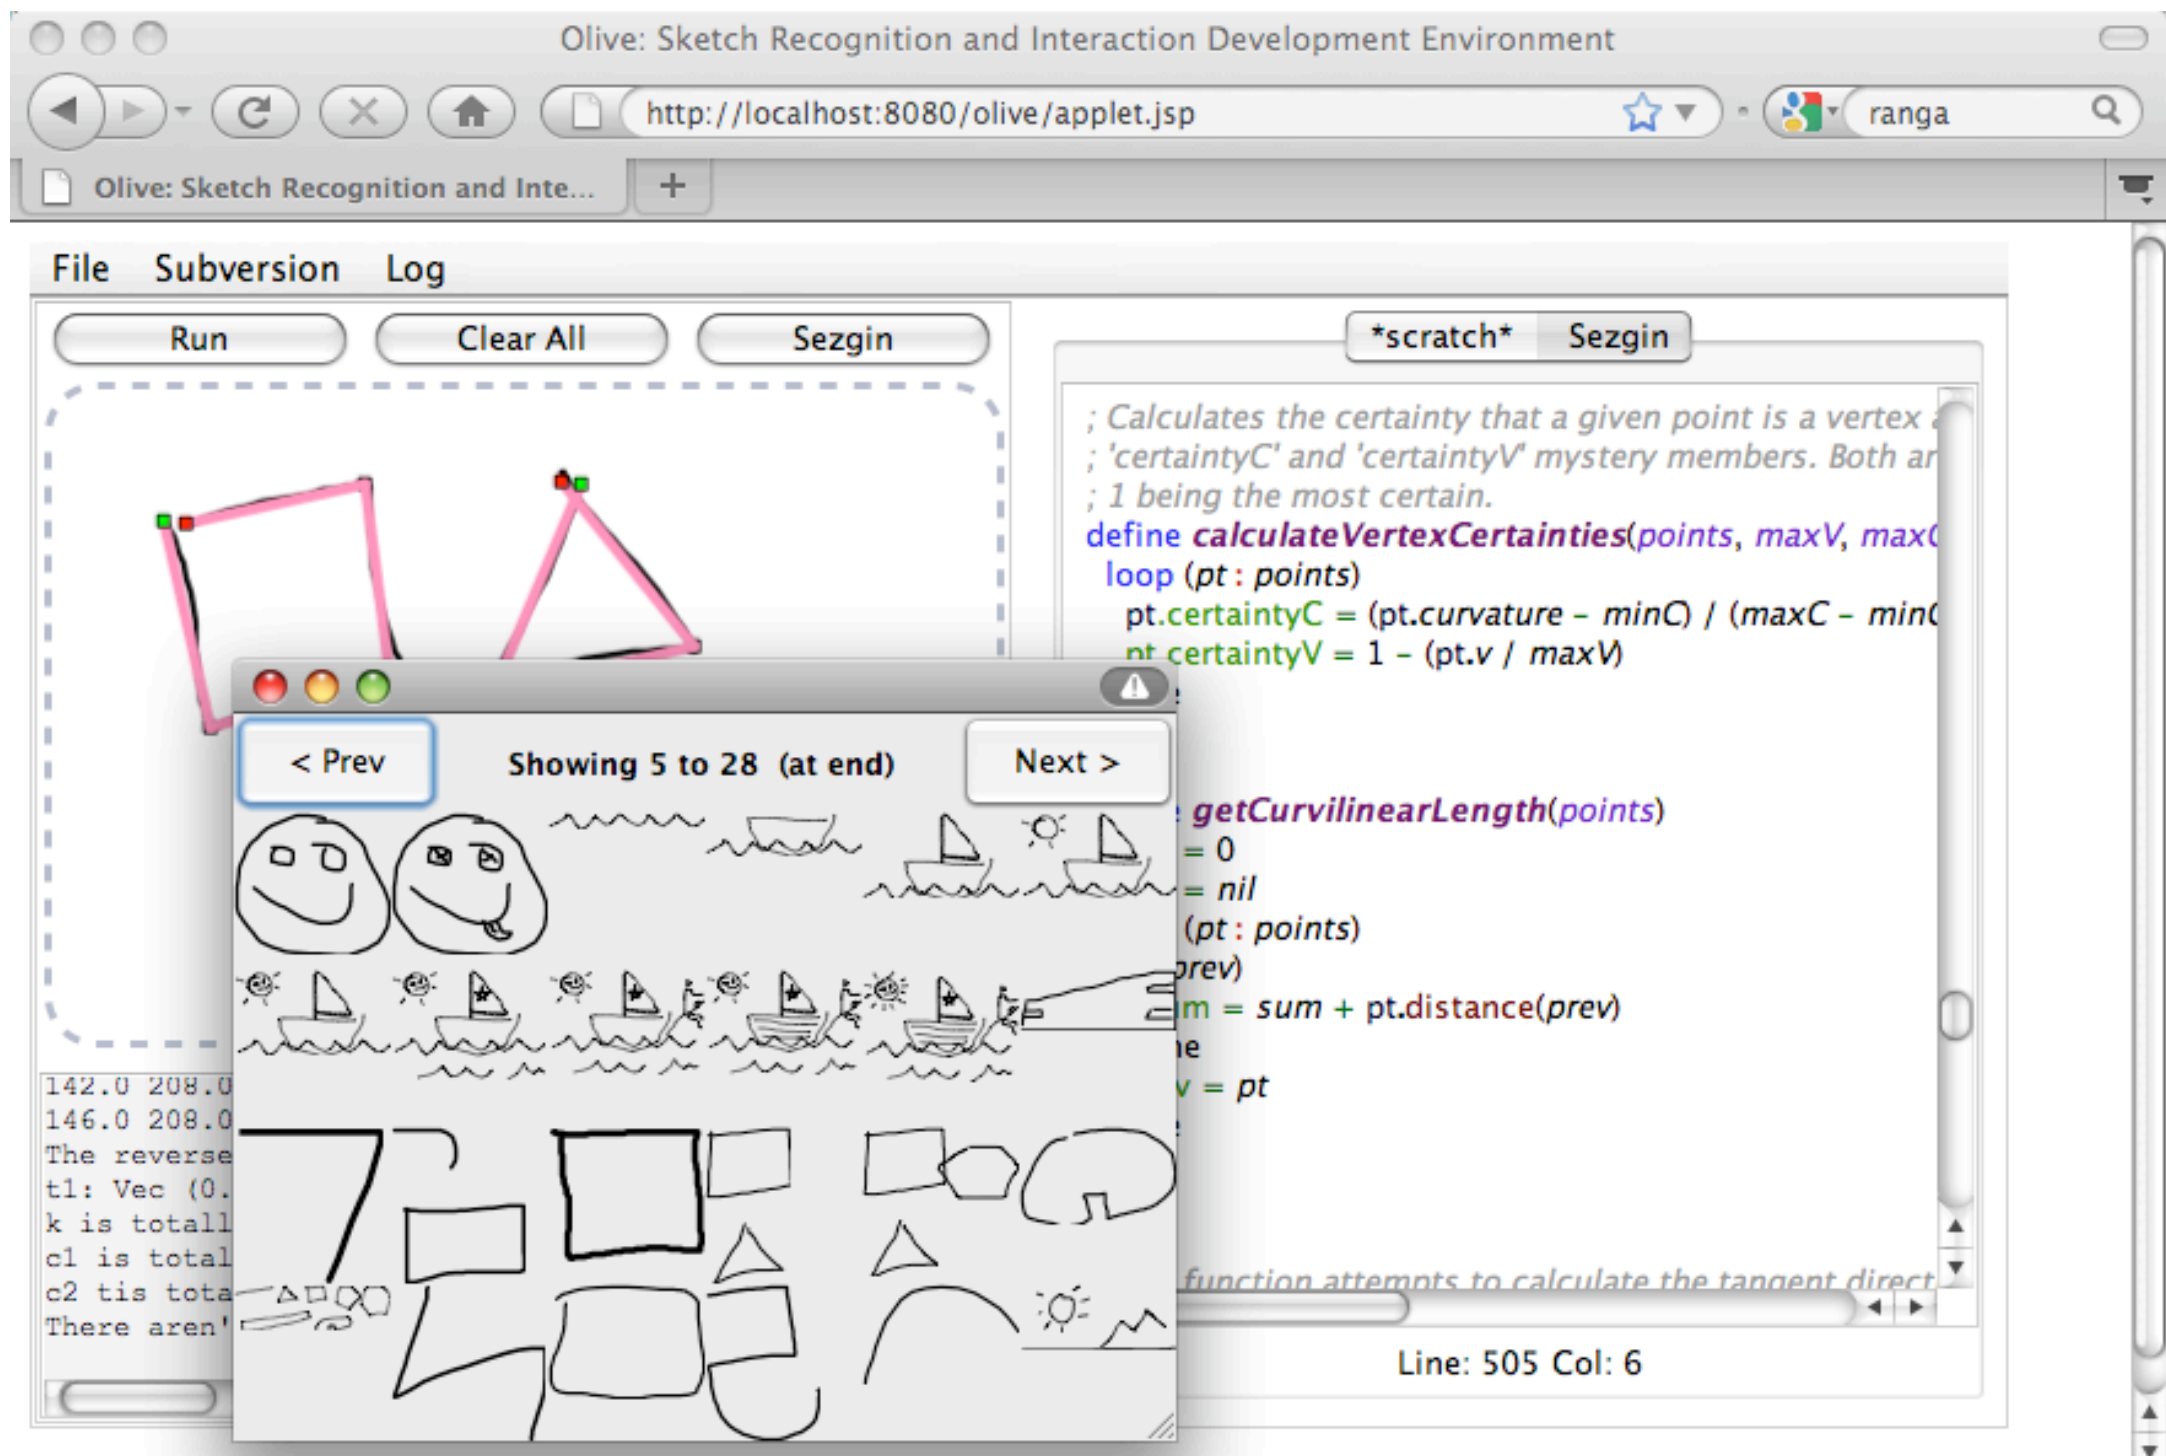 Olive: Sketch Recognition and Interaction Development Environment
http://localhost:8080/olive/applet.jsp
ranga
Olive: Sketch Recognition and Inte...
+
File Subversion Log
Run Clear All Sezgin
*scratch* Sezgin
; Calculates the certainty that a given point is a vertex
; 'certaintyC' and 'certaintyV' mystery members. Both ar
; 1 being the most certain.
define calculateVertexCertainties(points, maxV, maxC
loop (pt : points)
pt.certaintyC = (pt.curvature - minC) / (maxC - minC
pt.certaintyV = 1 - (pt.v / maxV)
getCurvilinearLength(points)
= 0
= nil
(pt : points)
prev)
= sum + pt.distance(prev)
= pt
function attempts to calculate the tangent direct
Line: 505 Col: 6
< Prev
Showing 5 to 28 (at end)
Next >
142.0 208.0
146.0 208.0
The reverse
t1: Vec (0.
k is totall
c1 is total
c2 tis tota
There aren'